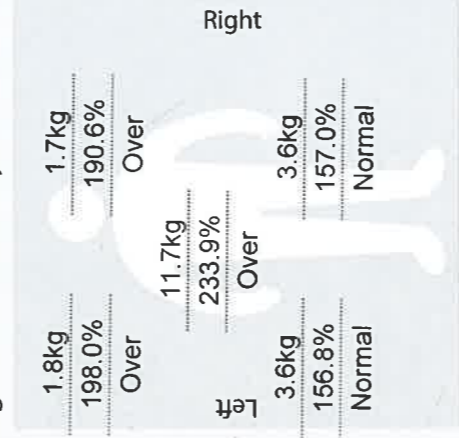 Right
1.8kg
198.0%
Over
1.7kg
190.6%
Over
11.7kg
233.9%
Over
Left
3.6kg
156.8%
Normal
3.6kg
157.0%
Normal